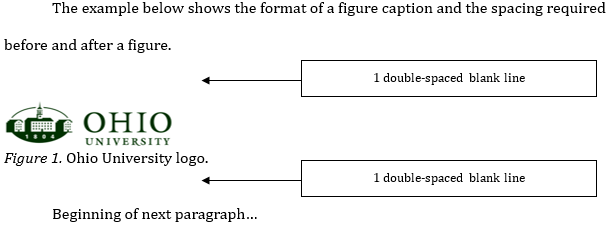 The example below shows the format of a figure caption and the spacing required
before and after a figure.
1 double-spaced blank line
1804
OHIO
UNIVERSITY
Figure 1. Ohio University logo.
1 double-spaced blank line
Beginning of next paragraph...